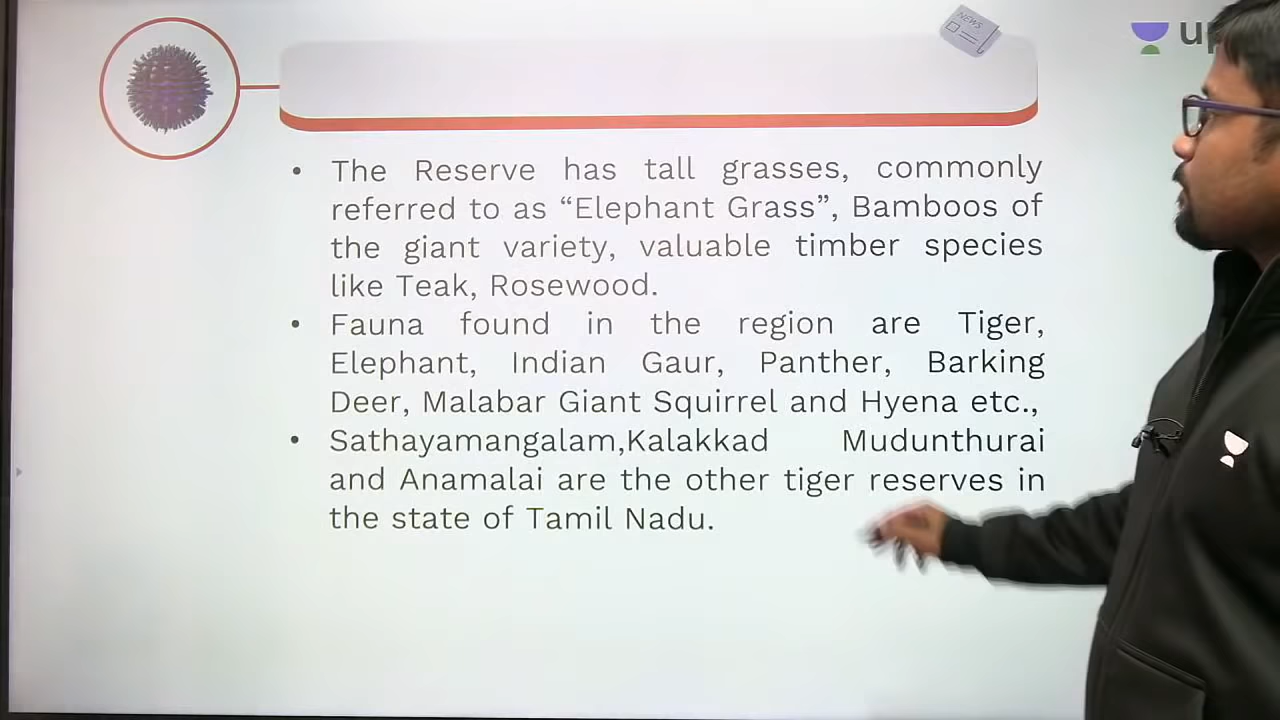 NEWS
The Reserve has tall grasses, commonly
referred to as “Elephant Grass”, Bamboos of
the giant variety, valuable timber species
like Teak, Rosewood.
Fauna found in the region are Tiger,
Elephant, Indian Gaur, Panther, Barking
Deer, Malabar Giant Squirrel and Hyena etc.,
Sathayamangalam,Kalakkad Mudunthurai
and Anamalai are the other tiger reserves in
the state of Tamil Nadu.